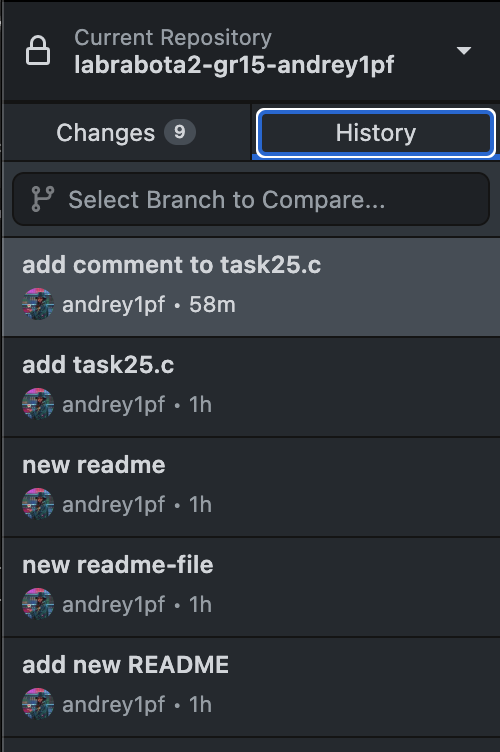 Current Repository
labrabota2-gr15-andrey1pf
Changes 9
History
Select Branch to Compare...
add comment to task25.c
andrey1pf • 58m
add task25.c
andrey1pf • 1h
new readme
andrey1pf • 1h
new readme-file
andrey1pf • 1h
add new README
andrey1pf • 1h